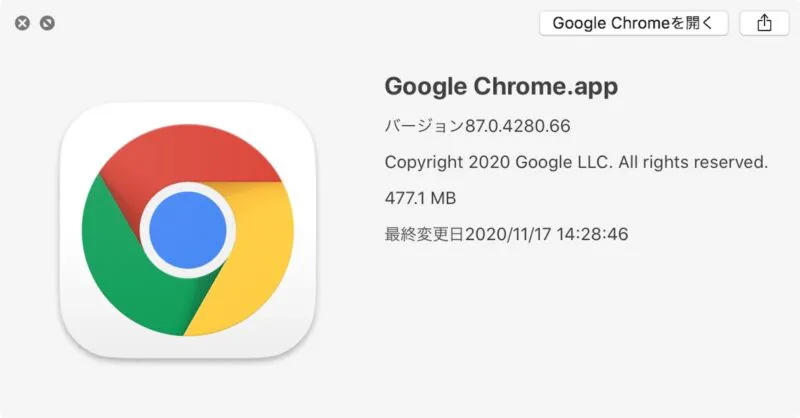 Google Chromeを開く
Google Chrome.app
バージョン87.0.4280.66
Copyright 2020 Google LLC. All rights reserved.
477.1 MB
最終変更日2020/11/17 14:28:46